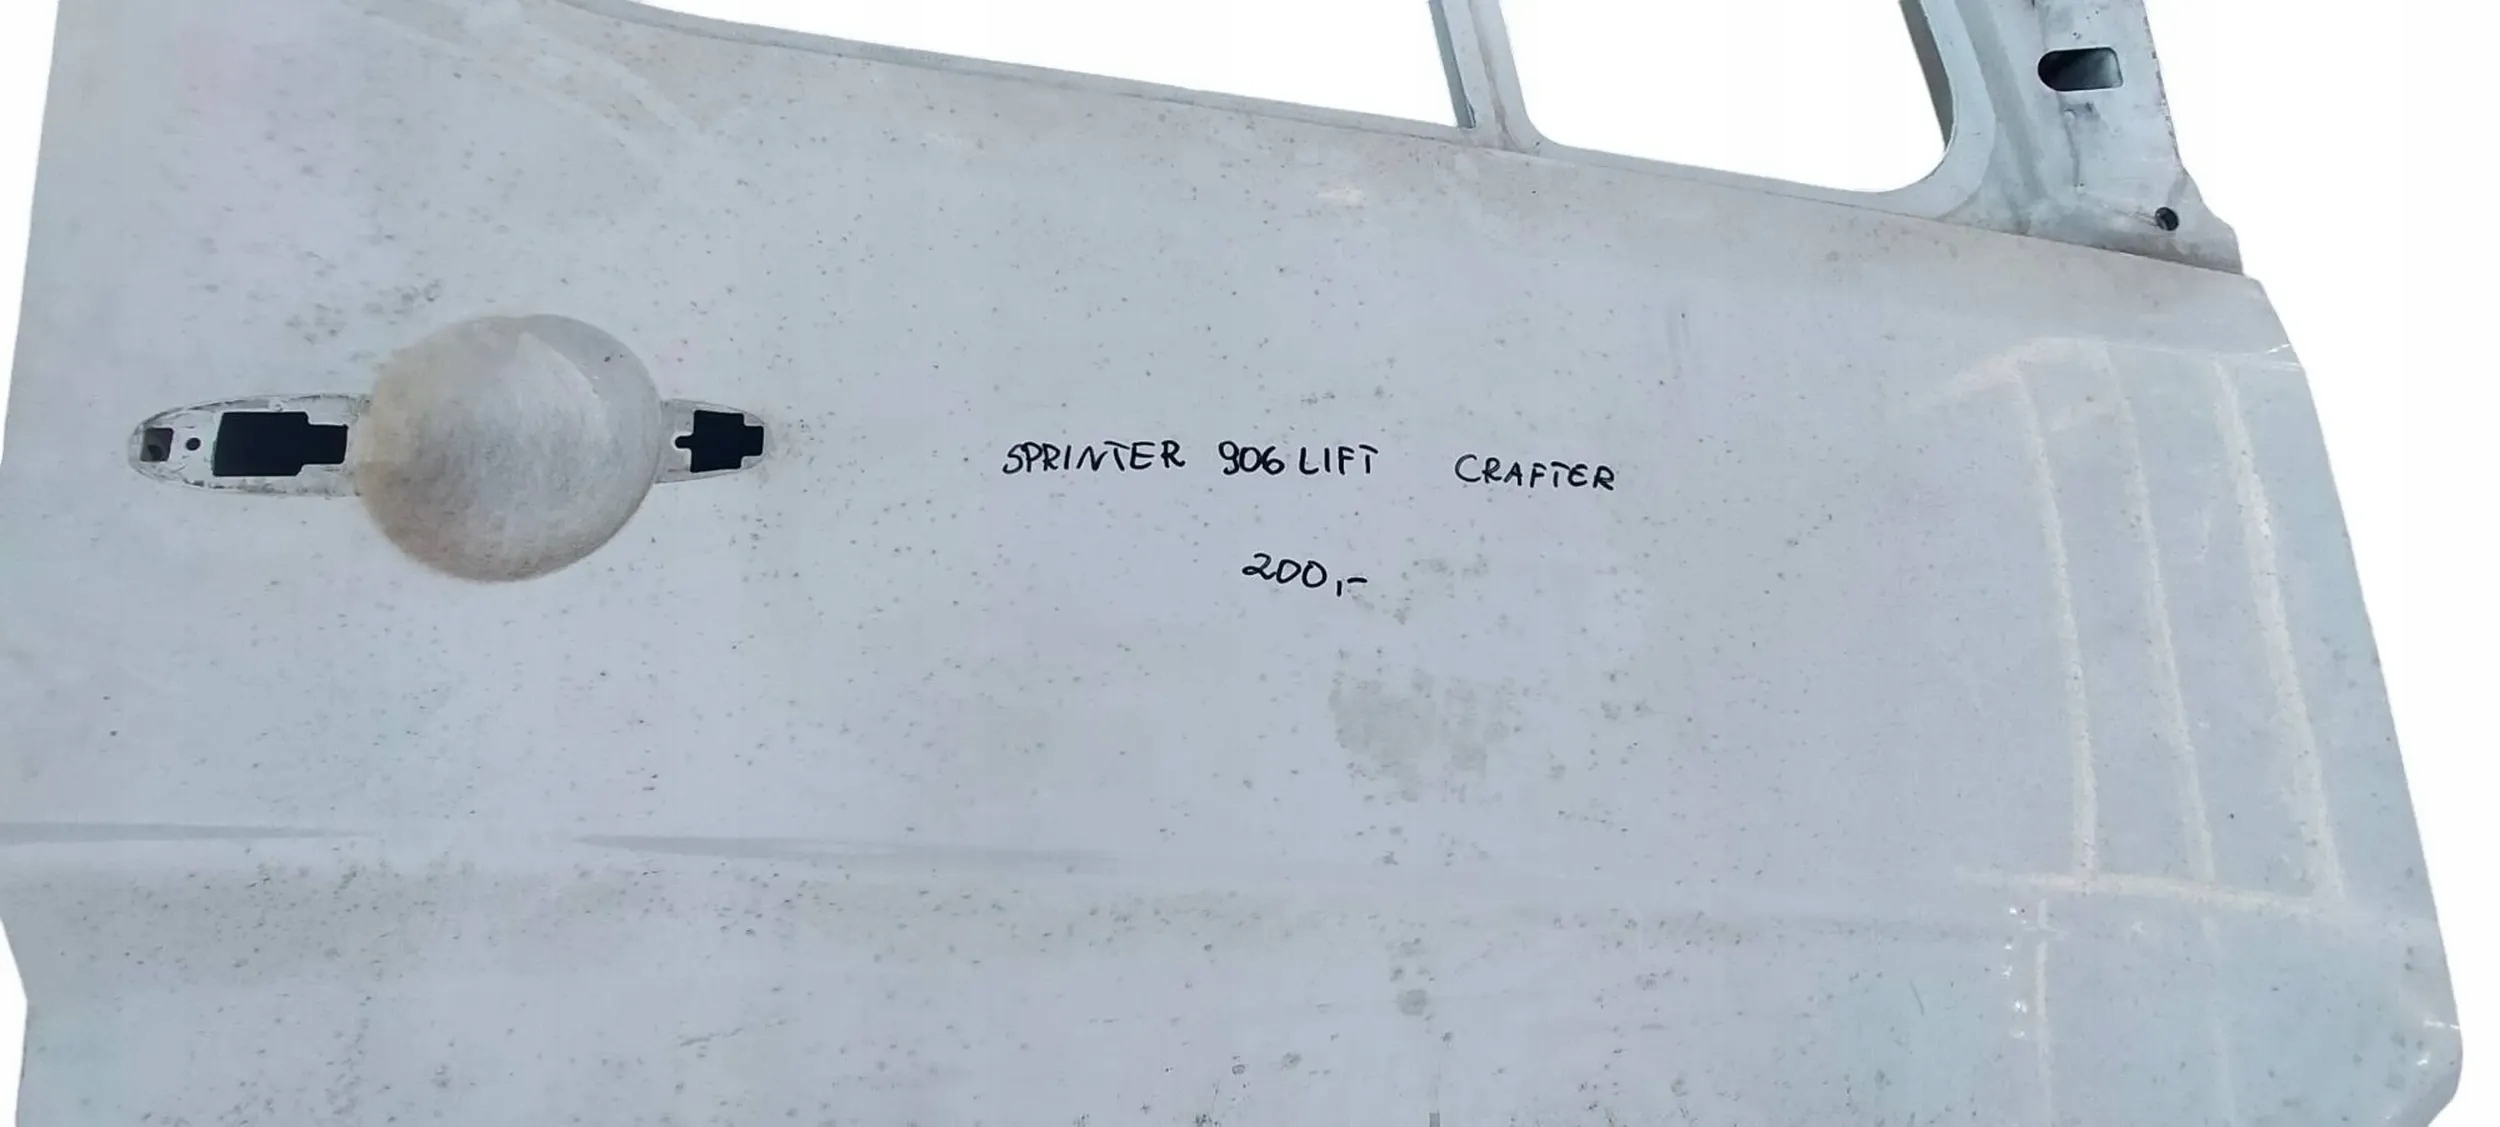 SPRINTER 906 LIFT CRAFTER
200,-